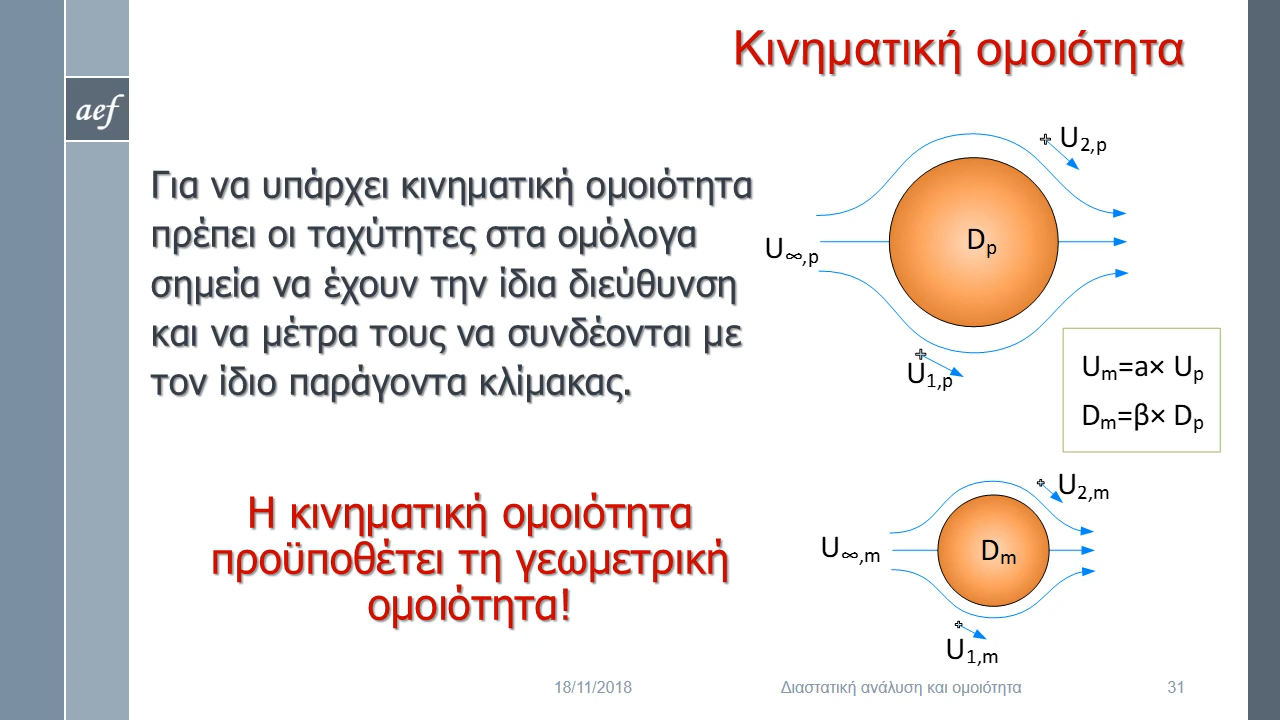 Κινηματική ομοιότητα
aef
Για να υπάρχει κινηματική ομοιότητα
πρέπει οι ταχύτητες στα ομόλογα
σημεία να έχουν την ίδια διεύθυνση
και να μέτρα τους να συνδέονται με
τον ίδιο παράγοντα κλίμακας.
Η κινηματική ομοιότητα
προϋποθέτει τη γεωμετρική
ομοιότητα!
U2,p
Dp
U∞,p
U1,p
Um=a× Up
Dm=β× Dp
U2,m
U∞,m
Dm
U1,m
18/11/2018
Διαστατική ανάλυση και ομοιότητα
31